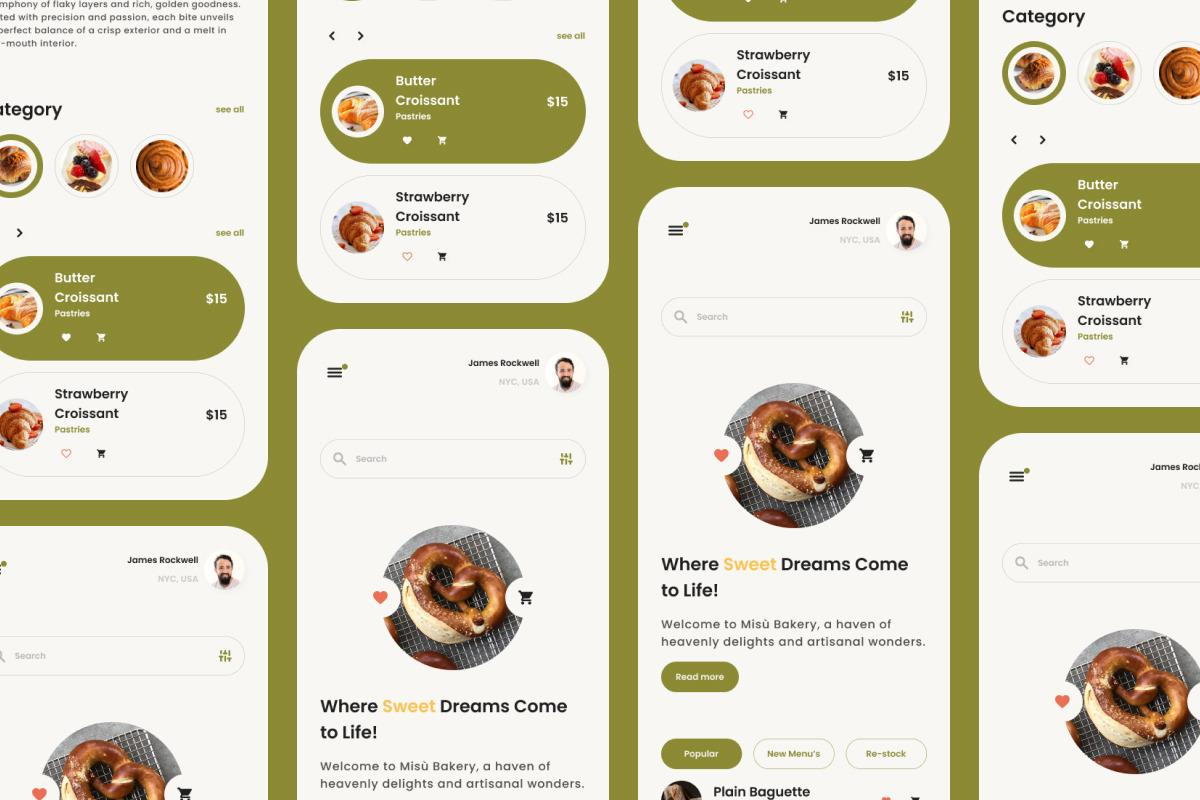 mphony of flaky layers and rich, golden goodness.
ted with precision and passion, each bite unveils
perfect balance of a crisp exterior and a melt in
-mouth interior.
ategory
see all
see all
Butter
Croissant
$15
Pastries
Strawberry
Croissant
$15
Pastries
James Rockwell
NYC, USA
Search
see all
Butter
Croissant
$15
Pastries
Strawberry
Croissant
$15
Pastries
James Rockwell
NYC, USA
Search
Where Sweet Dreams Come
to Life!
Welcome to Misù Bakery, a haven of
heavenly delights and artisanal wonders.
Strawberry
Croissant
$15
Pastries
James Rockwell
NYC, USA
Search
Where Sweet Dreams Come
to Life!
Welcome to Misù Bakery, a haven of
heavenly delights and artisanal wonders.
Read more
Popular
New Menu's
Re-stock
Plain Baguette
Category
Butter
Croissant
Pastries
Strawberry
Croissant
Pastries
James Rock
NYC,
Search